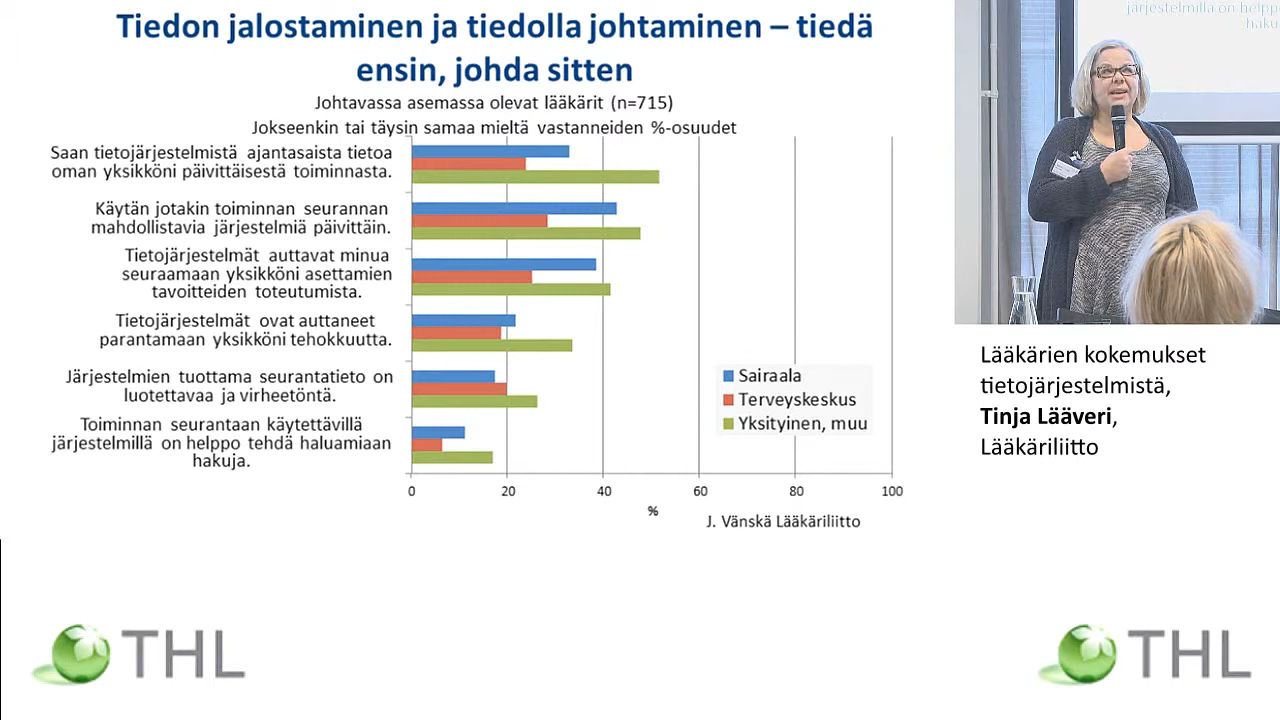 Tiedon jalostaminen ja tiedolla johtaminen – tiedä
ensin, johda sitten
Johtavassa asemassa olevat lääkärit (n=715)
Jokseenkin tai täysin samaa mieltä vastanneiden %-osuudet
Saan tietojärjestelmistä ajantasaista tietoa
oman yksikköni päivittäisestä toiminnasta.
Käytän jotakin toiminnan seurannan
mahdollistavia järjestelmiä päivittäin.
Tietojärjestelmät auttavat minua
seuraamaan yksikköni asettamien
tavoitteiden toteutumista.
Tietojärjestelmät ovat auttaneet
parantamaan yksikköni tehokkuutta.
Järjestelmien tuottama seurantatieto on
luotettavaa ja virheetöntä.
Toiminnan seurantaan käytettävillä
järjestelmillä on helppo tehdä haluamiaan
hakuja.
Sairaala
Terveyskeskus
Yksityinen, muu
0 20 40 60 80 100
%
J. Vänskä Lääkäriliitto
järjestelmillä on helpp
haku
Lääkärien kokemukset
tietojärjestelmistä,
Tinja Lääveri,
Lääkäriliitto
THL
THL